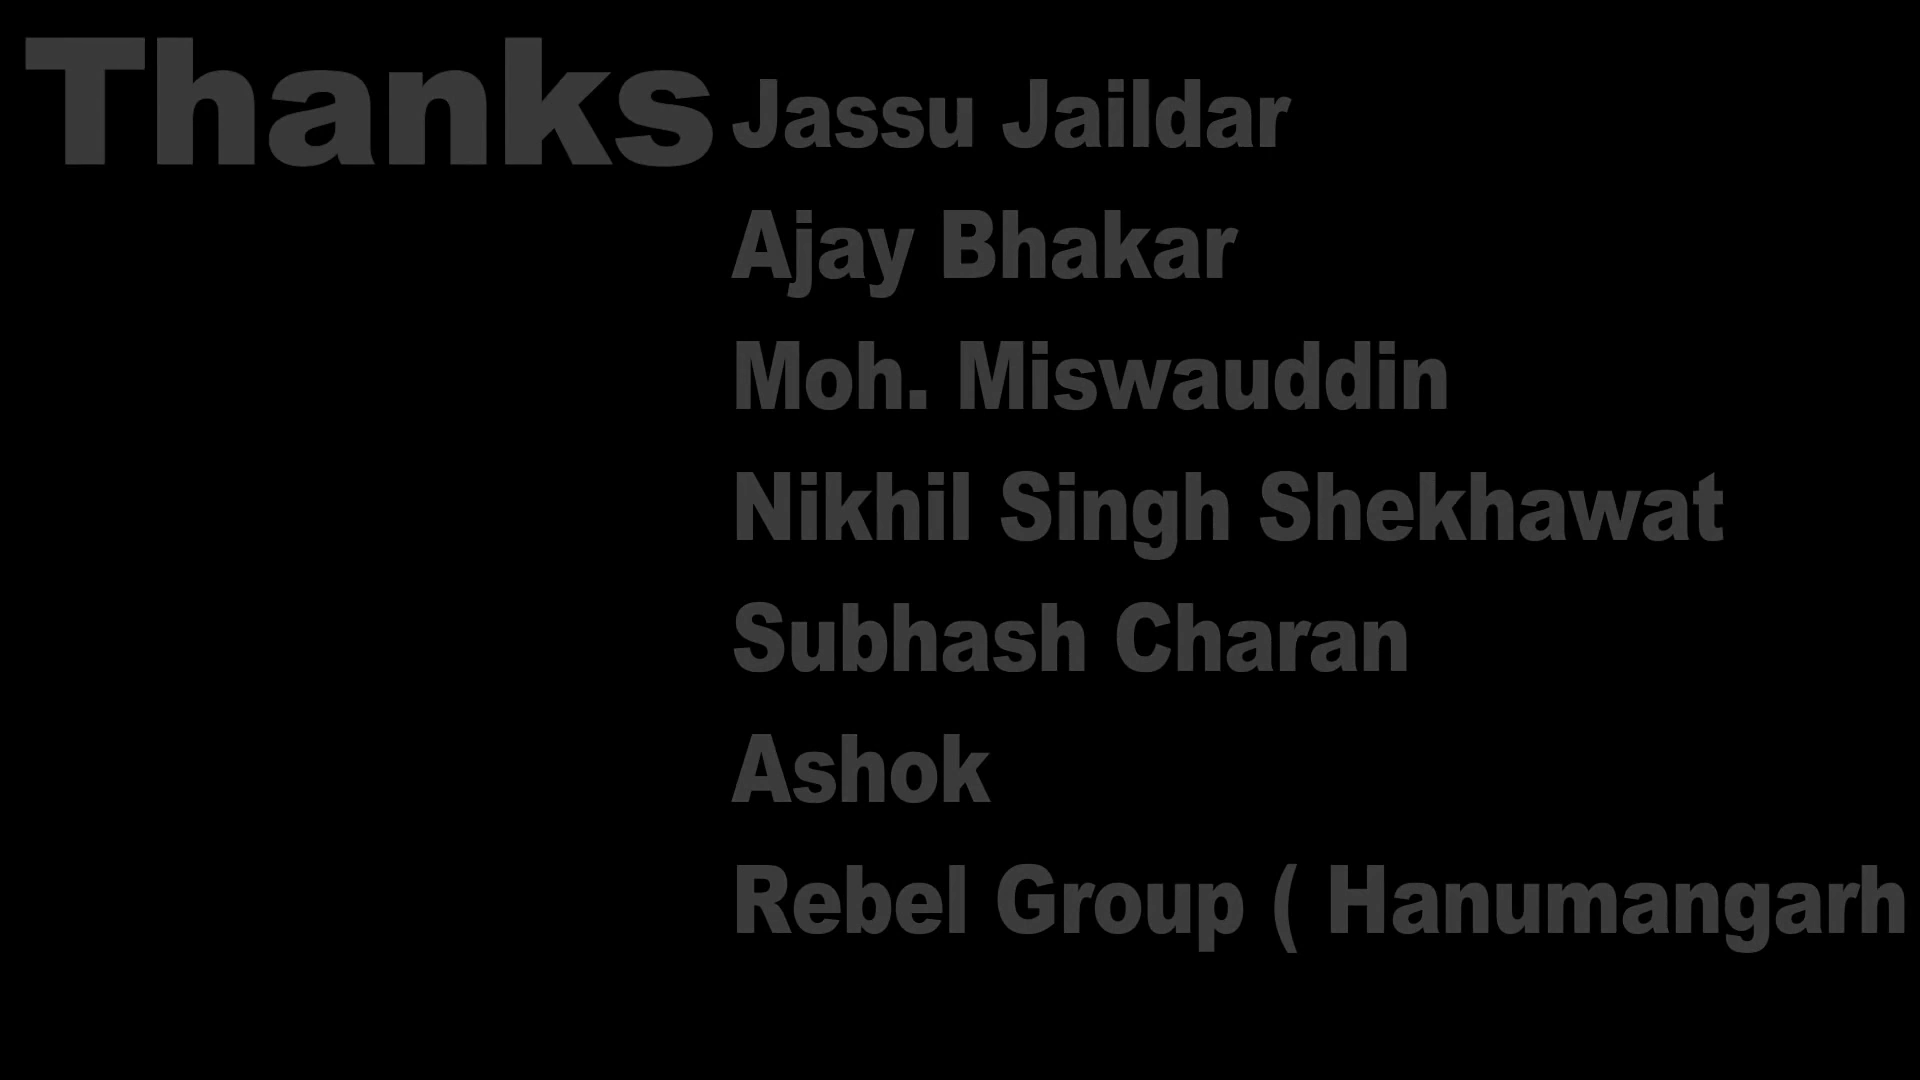 Thanks
Jassu Jaildar
Ajay Bhakar
Moh. Miswauddin
Nikhil Singh Shekhawat
Subhash Charan
Ashok
Rebel Group ( Hanumangarh